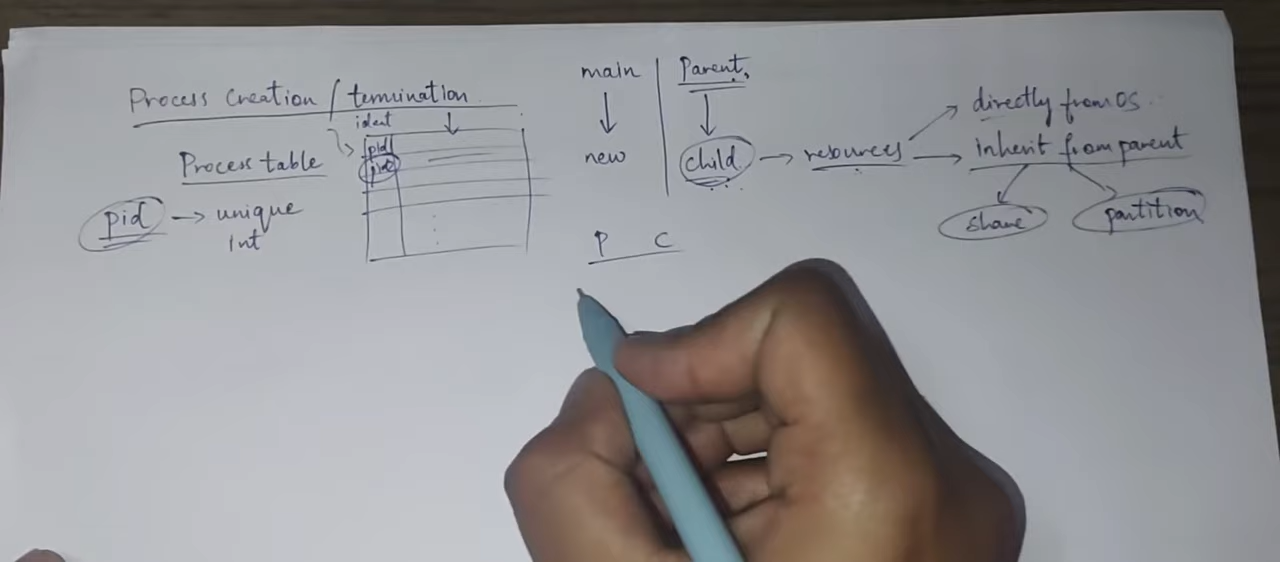 Process Creation / termination
ident
pid
pid
Process table
pid → unique
int
main
↓
new
Parent
↓
child → resources
directly from OS
inherit from parent
share
partition
P C